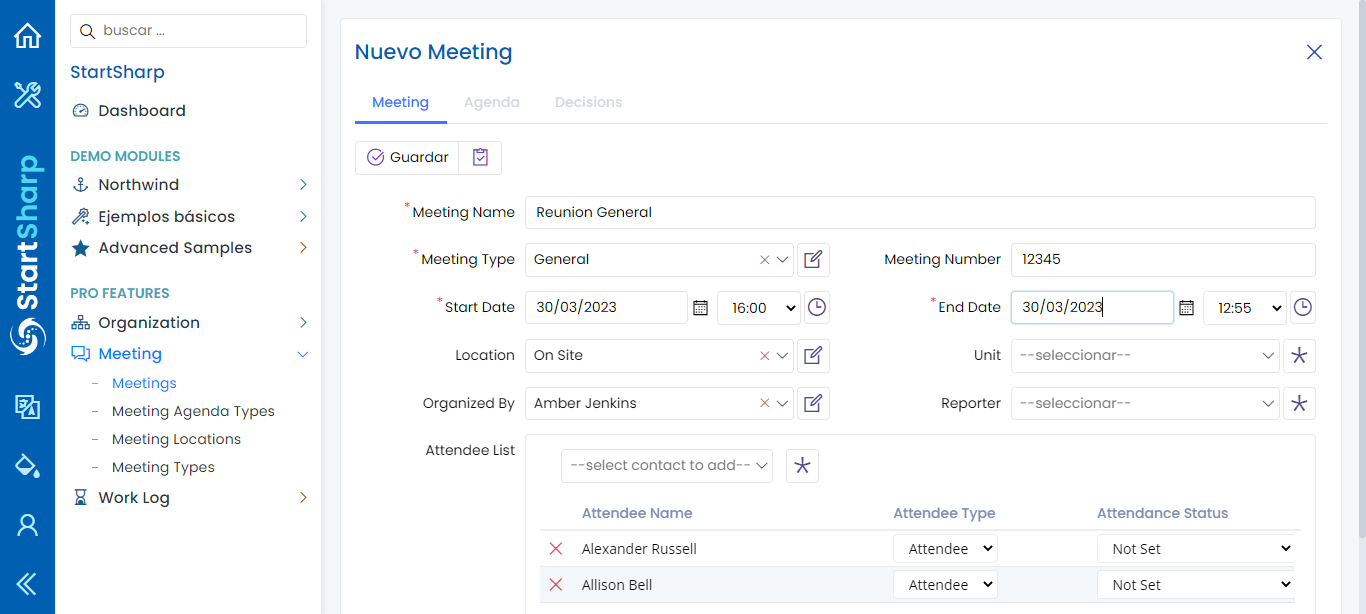 buscar ...
StartSharp
Dashboard
DEMO MODULES
Northwind
Ejemplos básicos
Advanced Samples
PRO FEATURES
Organization
Meeting
Meetings
Meeting Agenda Types
Meeting Locations
Meeting Types
Work Log
StartSharp
Nuevo Meeting
Meeting Agenda Decisions
Guardar
*Meeting Name Reunion General
*Meeting Type General Meeting Number 12345
*Start Date 30/03/2023 16:00 *End Date 30/03/2023 12:55
Location On Site Unit --seleccionar--
Organized By Amber Jenkins Reporter --seleccionar--
Attendee List
--select contact to add--
Attendee Name Attendee Type Attendance Status
Alexander Russell Attendee Not Set
Allison Bell Attendee Not Set